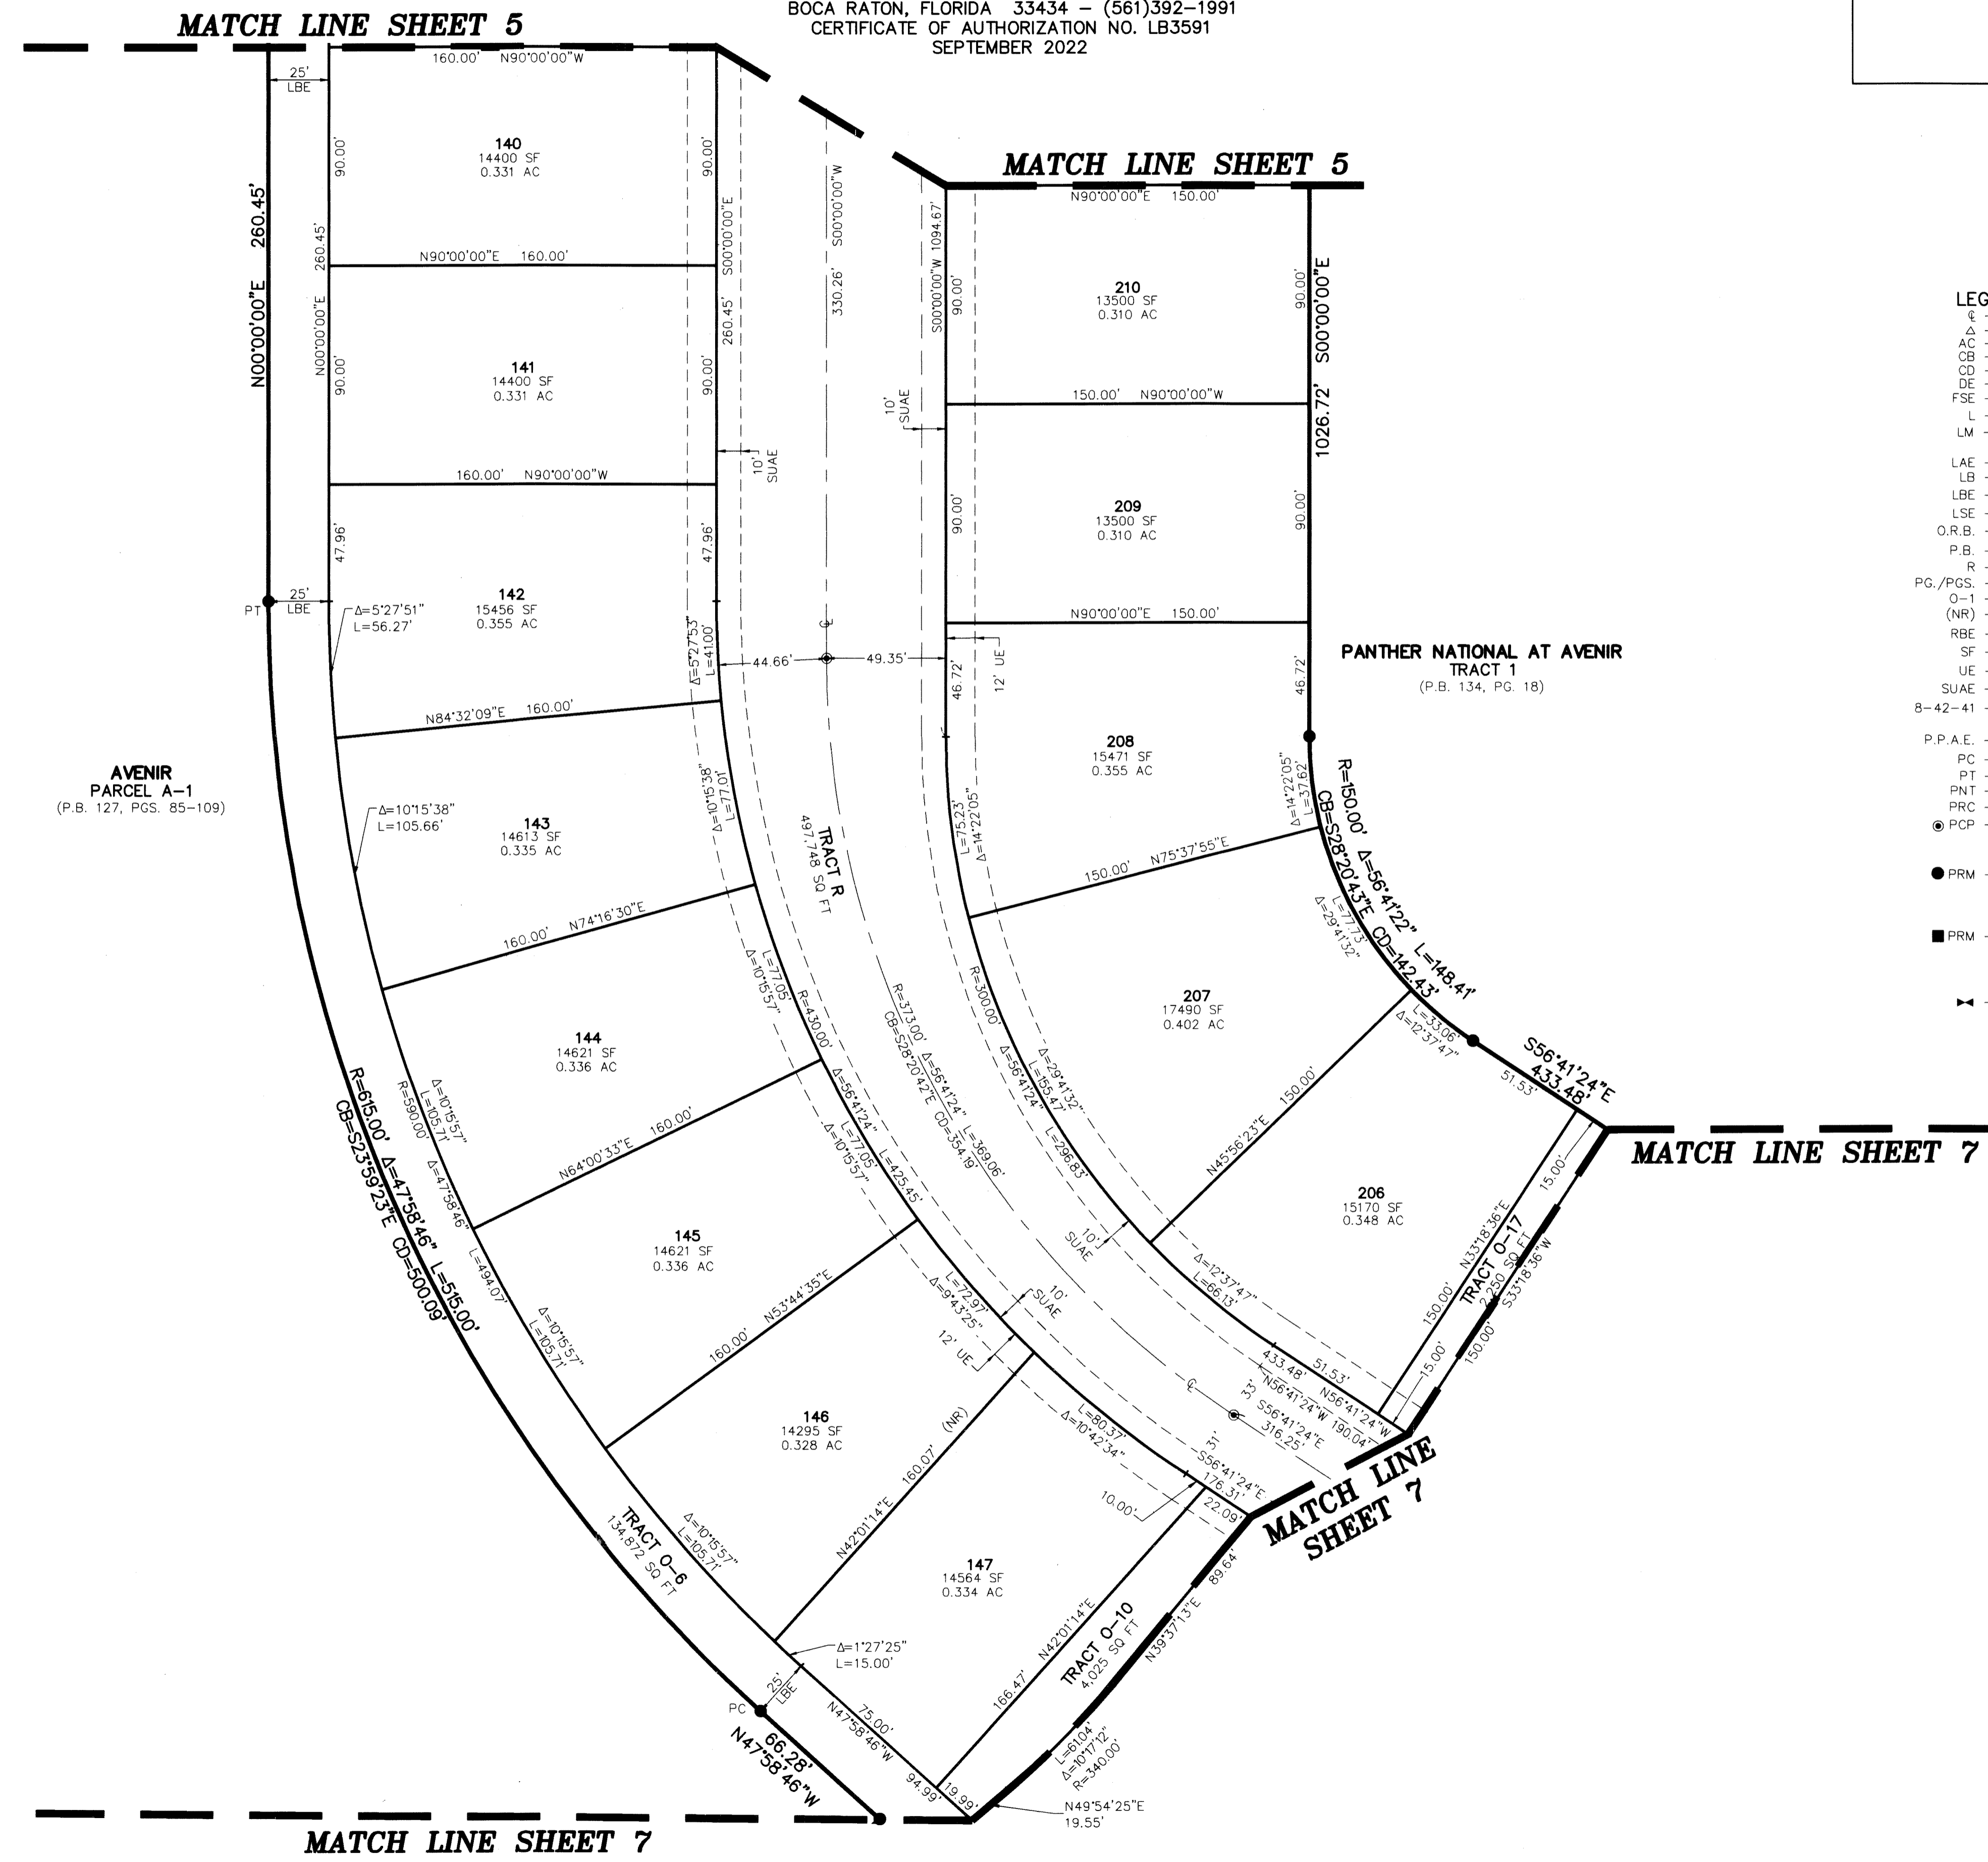 BOCA RATON, FLORIDA 33434 – (561)392–1991
CERTIFICATE OF AUTHORIZATION NO. LB3591
SEPTEMBER 2022
MATCH LINE SHEET 5
160.00' N90°00'00"W
25'
LBE
140
14400 SF
0.331 AC
90.00'
90.00'
N00°00'00"E 260.45'
N00°00'00"E 260.45'
S00°00'00"E
260.45'
N90°00'00"E 160.00'
141
14400 SF
0.331 AC
90.00'
90.00'
10'
SUAE
160.00' N90°00'00"W
47.96'
47.96'
142
15456 SF
0.355 AC
PT
25'
LBE
Δ=5°27'51"
L=56.27'
Δ=5°27'53"
L=41.00'
N84°32'09"E 160.00'
330.26' S00°00'00"W
℄
44.66'
49.35'
MATCH LINE SHEET 5
N90°00'00"E 150.00'
S00°00'00"W 1094.67'
90.00'
210
13500 SF
0.310 AC
90.00'
1026.72' S00°00'00"E
10'
SUAE
150.00' N90°00'00"W
90.00'
209
13500 SF
0.310 AC
90.00'
N90°00'00"E 150.00'
46.72'
12' UE
46.72'
208
15471 SF
0.355 AC
PANTHER NATIONAL AT AVENIR
TRACT 1
(P.B. 134, PG. 18)
AVENIR
PARCEL A–1
(P.B. 127, PGS. 85–109)
Δ=10°15'38"
L=105.66'
143
14613 SF
0.335 AC
Δ=10°15'38"
L=77.01'
160.00' N74°16'30"E
TRACT R
497,748 SQ FT
L=75.23'
Δ=14°22'05"
Δ=14°22'05"
L=37.62'
150.00' N75°37'55"E
R=150.00' Δ=56°41'22" L=148.41'
CB=S28°20'43"E CD=142.43'
L=77.73'
Δ=29°41'32"
207
17490 SF
0.402 AC
L=33.06'
Δ=12°37'47"
S56°41'24"E
433.48'
51.53'
144
14621 SF
0.336 AC
L=77.05'
Δ=10°15'57"
R=430.00' Δ=56°41'24" L=425.45'
R=373.00' Δ=56°41'24" L=369.06'
CB=S28°20'42"E CD=354.19'
R=300.00' Δ=56°41'24" L=296.83'
Δ=29°41'32"
L=155.47'
N45°56'23"E 150.00'
MATCH LINE SHEET 7
Δ=10°15'57"
L=105.71'
R=590.00' Δ=47°58'46" L=494.07'
R=615.00' Δ=47°58'46" L=515.00'
CB=S23°59'23"E CD=500.09'
N64°00'33"E 160.00'
L=77.05'
Δ=10°15'57"
145
14621 SF
0.336 AC
Δ=10°15'57"
L=105.71'
160.00' N53°44'35"E
10'
SUAE
206
15170 SF
0.348 AC
15.00'
150.00' N33°18'36"E
TRACT O–17
2,250 SQ FT
150.00' S33°18'36"W
15.00'
Δ=12°37'47"
L=66.13'
L=72.97'
Δ=9°43'25"
10'
SUAE
12' UE
51.53'
433.48' N56°41'24"W
N56°41'24"W 190.04'
℄
33'
S56°41'24"E
316.25'
31'
S56°41'24"E
176.31'
22.09'
10.00'
MATCH LINE
SHEET 7
146
14295 SF
0.328 AC
N42°01'14"E 160.07' (NR)
L=80.37'
Δ=10°42'34"
TRACT O–6
134,872 SQ FT
Δ=10°15'57"
L=105.71'
147
14564 SF
0.334 AC
89.64'
N39°37'13"E
166.47' N42°01'14"E
TRACT O–10
4,025 SQ FT
Δ=1°27'25"
L=15.00'
25'
LBE
PC
66.28'
N47°58'46"W
75.00'
N47°58'46"W
94.99'
19.99'
L=61.04'
Δ=10°17'12"
R=340.00'
N49°54'25"E
19.55'
MATCH LINE SHEET 7
℄ –
Δ –
AC –
CB –
CD –
DE –
FSE –
L –
LM –
LAE –
LB –
LBE –
LSE –
O.R.B. –
P.B. –
R –
PG./PGS. –
O–1 –
(NR) –
RBE –
SF –
UE –
SUAE –
8–42–41 –
P.P.A.E. –
PC –
PT –
PNT –
PRC –
PCP –
PRM –
PRM –